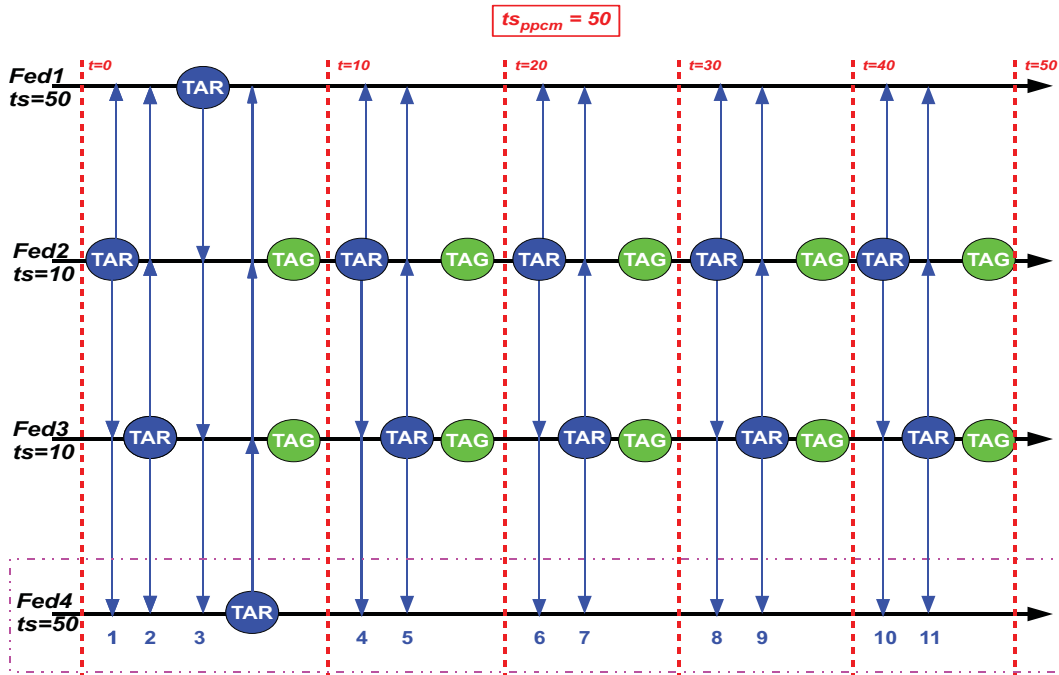 ts_ppcm = 50
t=0 t=10 t=20 t=30 t=40 t=50
Fed1
ts=50
TAR
Fed2
ts=10
TAR TAG TAR TAG TAR TAG TAR TAG TAR TAG
Fed3
ts=10
TAR TAG TAR TAG TAR TAG TAR TAG TAR TAG
Fed4
ts=50
TAR
1 2 3 4 5 6 7 8 9 10 11